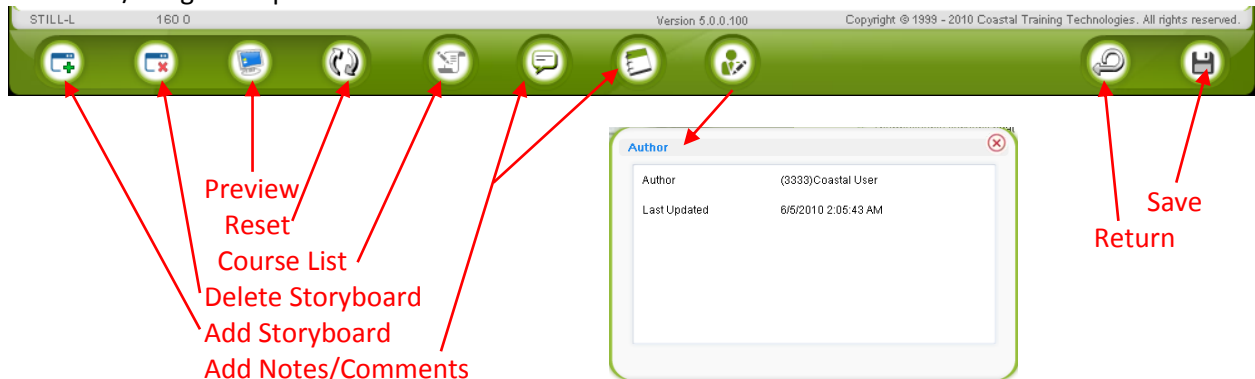 STILL-L 160 0 Version 5.0.0.100 Copyright © 1999 - 2010 Coastal Training Technologies. All rights reserved.
Author
Author (3333)Coastal User
Last Updated 6/5/2010 2:05:43 AM
Preview
Reset
Course List
Delete Storyboard
Add Storyboard
Add Notes/Comments
Save
Return